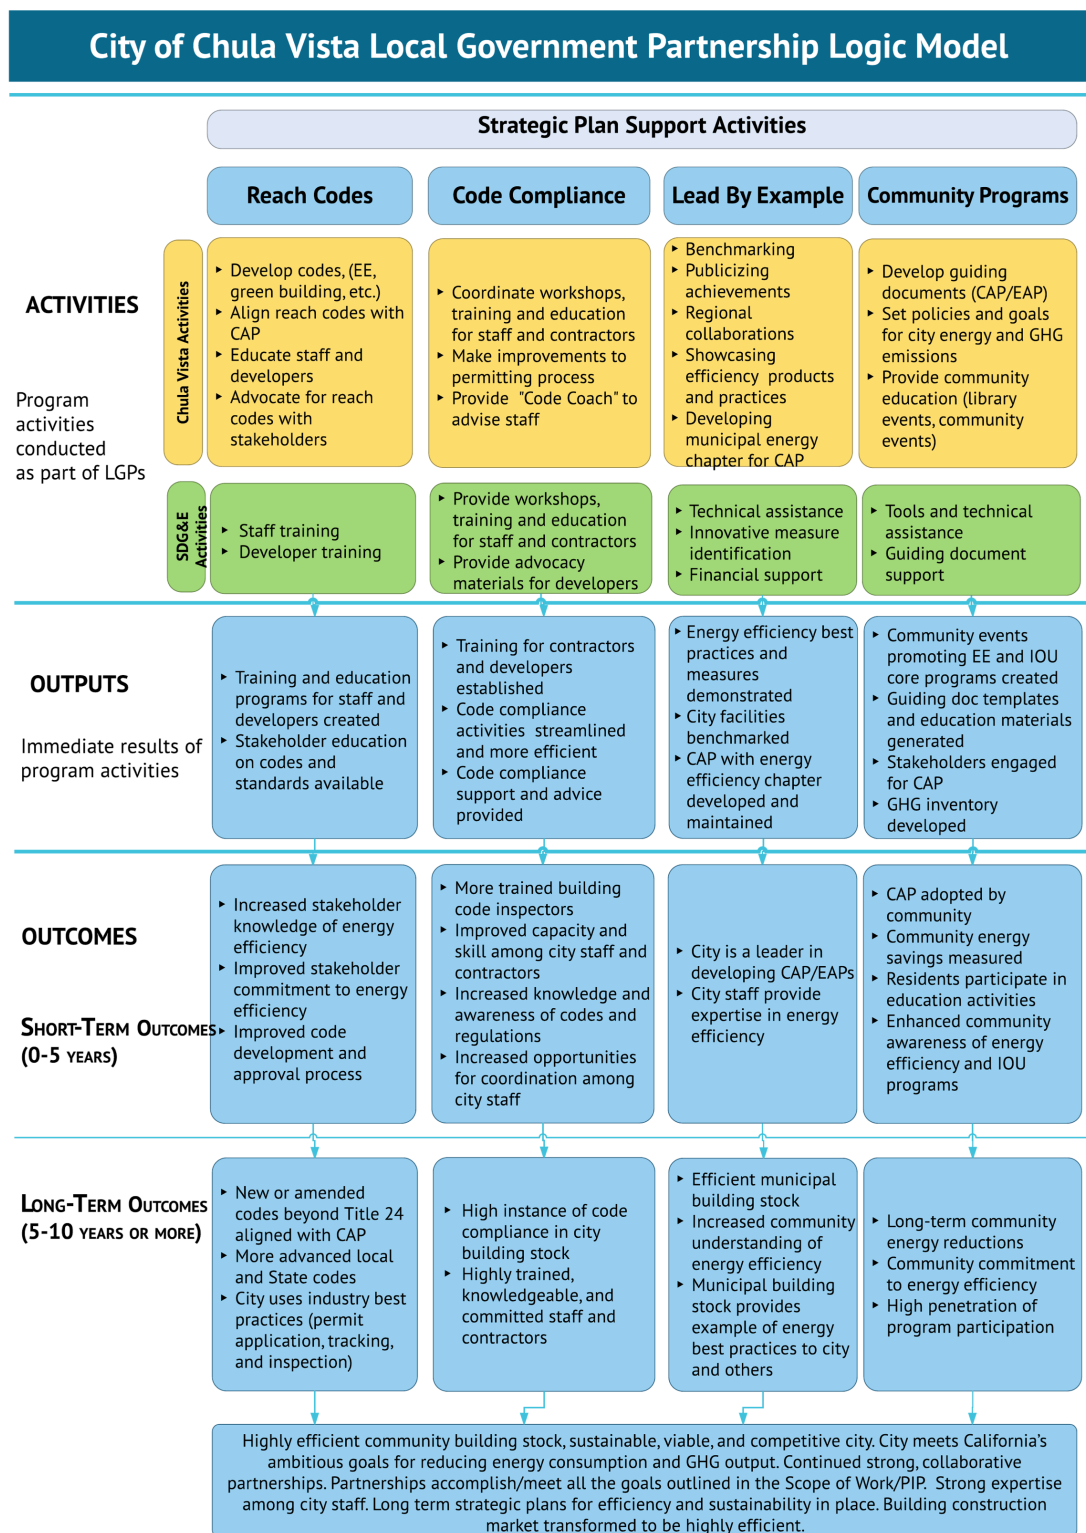 City of Chula Vista Local Government Partnership Logic Model
Strategic Plan Support Activities
Reach Codes
Code Compliance
Lead By Example
Community Programs
ACTIVITIES
Program
activities
conducted
as part of LGPs
Chula Vista Activities
‣ Develop codes, (EE,
green building, etc.)
‣ Align reach codes with
CAP
‣ Educate staff and
developers
‣ Advocate for reach
codes with
stakeholders
‣ Coordinate workshops,
training and education
for staff and contractors
‣ Make improvements to
permitting process
‣ Provide "Code Coach" to
advise staff
‣ Benchmarking
‣ Publicizing
achievements
‣ Regional
collaborations
‣ Showcasing
efficiency products
and practices
‣ Developing
municipal energy
chapter for CAP
‣ Develop guiding
documents (CAP/EAP)
‣ Set policies and goals
for city energy and GHG
emissions
‣ Provide community
education (library
events, community
events)
SDG&E
Activities
‣ Staff training
‣ Developer training
‣ Provide workshops,
training and education
for staff and contractors
‣ Provide advocacy
materials for developers
‣ Technical assistance
‣ Innovative measure
identification
‣ Financial support
‣ Tools and technical
assistance
‣ Guiding document
support
OUTPUTS
Immediate results of
program activities
‣ Training and education
programs for staff and
developers created
‣ Stakeholder education
on codes and
standards available
‣ Training for contractors
and developers
established
‣ Code compliance
activities streamlined
and more efficient
‣ Code compliance
support and advice
provided
‣ Energy efficiency best
practices and
measures
demonstrated
‣ City facilities
benchmarked
‣ CAP with energy
efficiency chapter
developed and
maintained
‣ Community events
promoting EE and IOU
core programs created
‣ Guiding doc templates
and education materials
generated
‣ Stakeholders engaged
for CAP
‣ GHG inventory
developed
OUTCOMES
SHORT-TERM OUTCOMES
(0-5 YEARS)
‣ Increased stakeholder
knowledge of energy
efficiency
‣ Improved stakeholder
commitment to energy
efficiency
‣ Improved code
development and
approval process
‣ More trained building
code inspectors
‣ Improved capacity and
skill among city staff and
contractors
‣ Increased knowledge and
awareness of codes and
regulations
‣ Increased opportunities
for coordination among
city staff
‣ City is a leader in
developing CAP/EAPs
‣ City staff provide
expertise in energy
efficiency
‣ CAP adopted by
community
‣ Community energy
savings measured
‣ Residents participate in
education activities
‣ Enhanced community
awareness of energy
efficiency and IOU
programs
LONG-TERM OUTCOMES
(5-10 YEARS OR MORE)
‣ New or amended
codes beyond Title 24
aligned with CAP
‣ More advanced local
and State codes
‣ City uses industry best
practices (permit
application, tracking,
and inspection)
‣ High instance of code
compliance in city
building stock
‣ Highly trained,
knowledgeable, and
committed staff and
contractors
‣ Efficient municipal
building stock
‣ Increased community
understanding of
energy efficiency
‣ Municipal building
stock provides
example of energy
best practices to city
and others
‣ Long-term community
energy reductions
‣ Community commitment
to energy efficiency
‣ High penetration of
program participation
Highly efficient community building stock, sustainable, viable, and competitive city. City meets California's
ambitious goals for reducing energy consumption and GHG output. Continued strong, collaborative
partnerships. Partnerships accomplish/meet all the goals outlined in the Scope of Work/PIP. Strong expertise
among city staff. Long term strategic plans for efficiency and sustainability in place. Building construction
market transformed to be highly efficient.